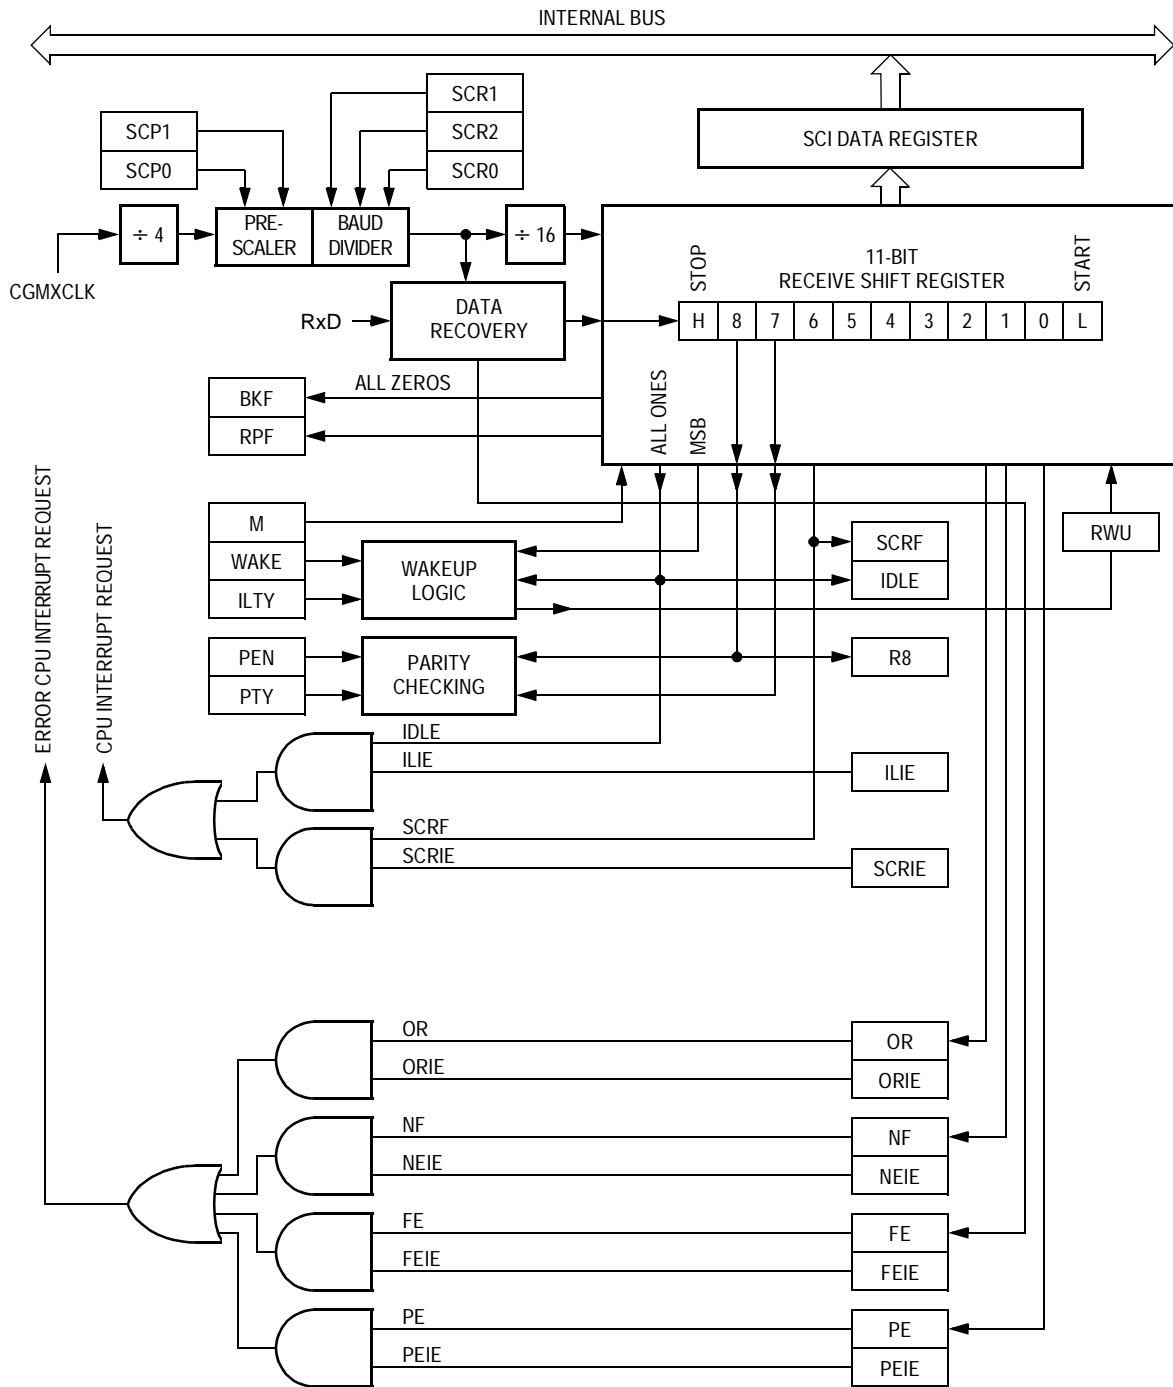 INTERNAL BUS
SCR1
SCR2
SCR0
SCP1
SCP0
SCI DATA REGISTER
÷ 4
PRE-
SCALER
BAUD
DIVIDER
÷ 16
CGMXCLK
STOP
11-BIT
RECEIVE SHIFT REGISTER
START
RxD
DATA
RECOVERY
H 8 7 6 5 4 3 2 1 0 L
ALL ZEROS
BKF
RPF
ALL ONES
MSB
ERROR CPU INTERRUPT REQUEST
CPU INTERRUPT REQUEST
M
WAKE
ILTY
WAKEUP
LOGIC
SCRF
IDLE
RWU
PEN
PTY
PARITY
CHECKING
R8
IDLE
ILIE
ILIE
SCRF
SCRIE
SCRIE
OR
ORIE
OR
ORIE
NF
NEIE
NF
NEIE
FE
FEIE
FE
FEIE
PE
PEIE
PE
PEIE